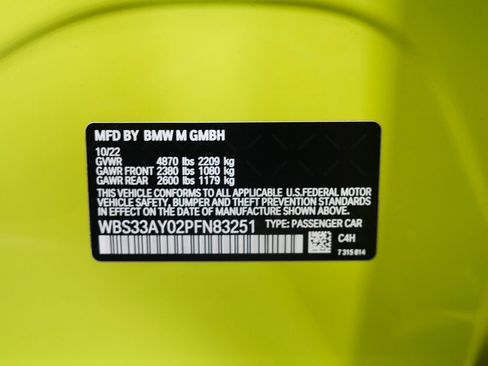 MFD BY BMW M GMBH
10/22
GVWR 4870 lbs 2209 kg
GAWR FRONT 2380 lbs 1080 kg
GAWR REAR 2600 lbs 1179 kg
THIS VEHICLE CONFORMS TO ALL APPLICABLE U.S.FEDERAL MOTOR
VEHICLE SAFETY, BUMPER, AND THEFT PREVENTION STANDARDS
IN EFFECT ON THE DATE OF MANUFACTURE SHOWN ABOVE.
WBS33AY02PFN83251 TYPE: PASSENGER CAR
C4H
7 315 814